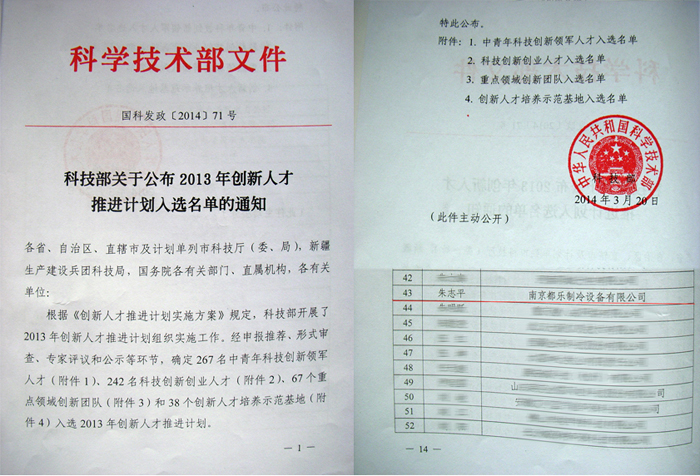 科学技术部文件
国科发政〔2014〕71号
科技部关于公布2013年创新人才
推进计划入选名单的通知
各省、自治区、直辖市及计划单列市科技厅（委、局），新疆
生产建设兵团科技局，国务院各有关部门、直属机构，各有关
单位：
根据《创新人才推进计划实施方案》规定，科技部开展了
2013年创新人才推进计划组织实施工作。经申报推荐、形式审
查、专家评议和公示等环节，确定267名中青年科技创新领军
人才（附件1）、242名科技创新创业人才（附件2）、67个重
点领域创新团队（附件3）和38个创新人才培养示范基地（附
件4）入选2013年创新人才推进计划。
— 1 —
特此公布。
附件：1. 中青年科技创新领军人才入选名单
2. 科技创新创业人才入选名单
3. 重点领域创新团队入选名单
4. 创新人才培养示范基地入选名单
中华人民共和国科学技术部
科技部
2014年3月20日
（此件主动公开）
42
43 朱志平 南京都乐制冷设备有限公司
44
45
46
47
48
49 山
50
51
52
— 14 —